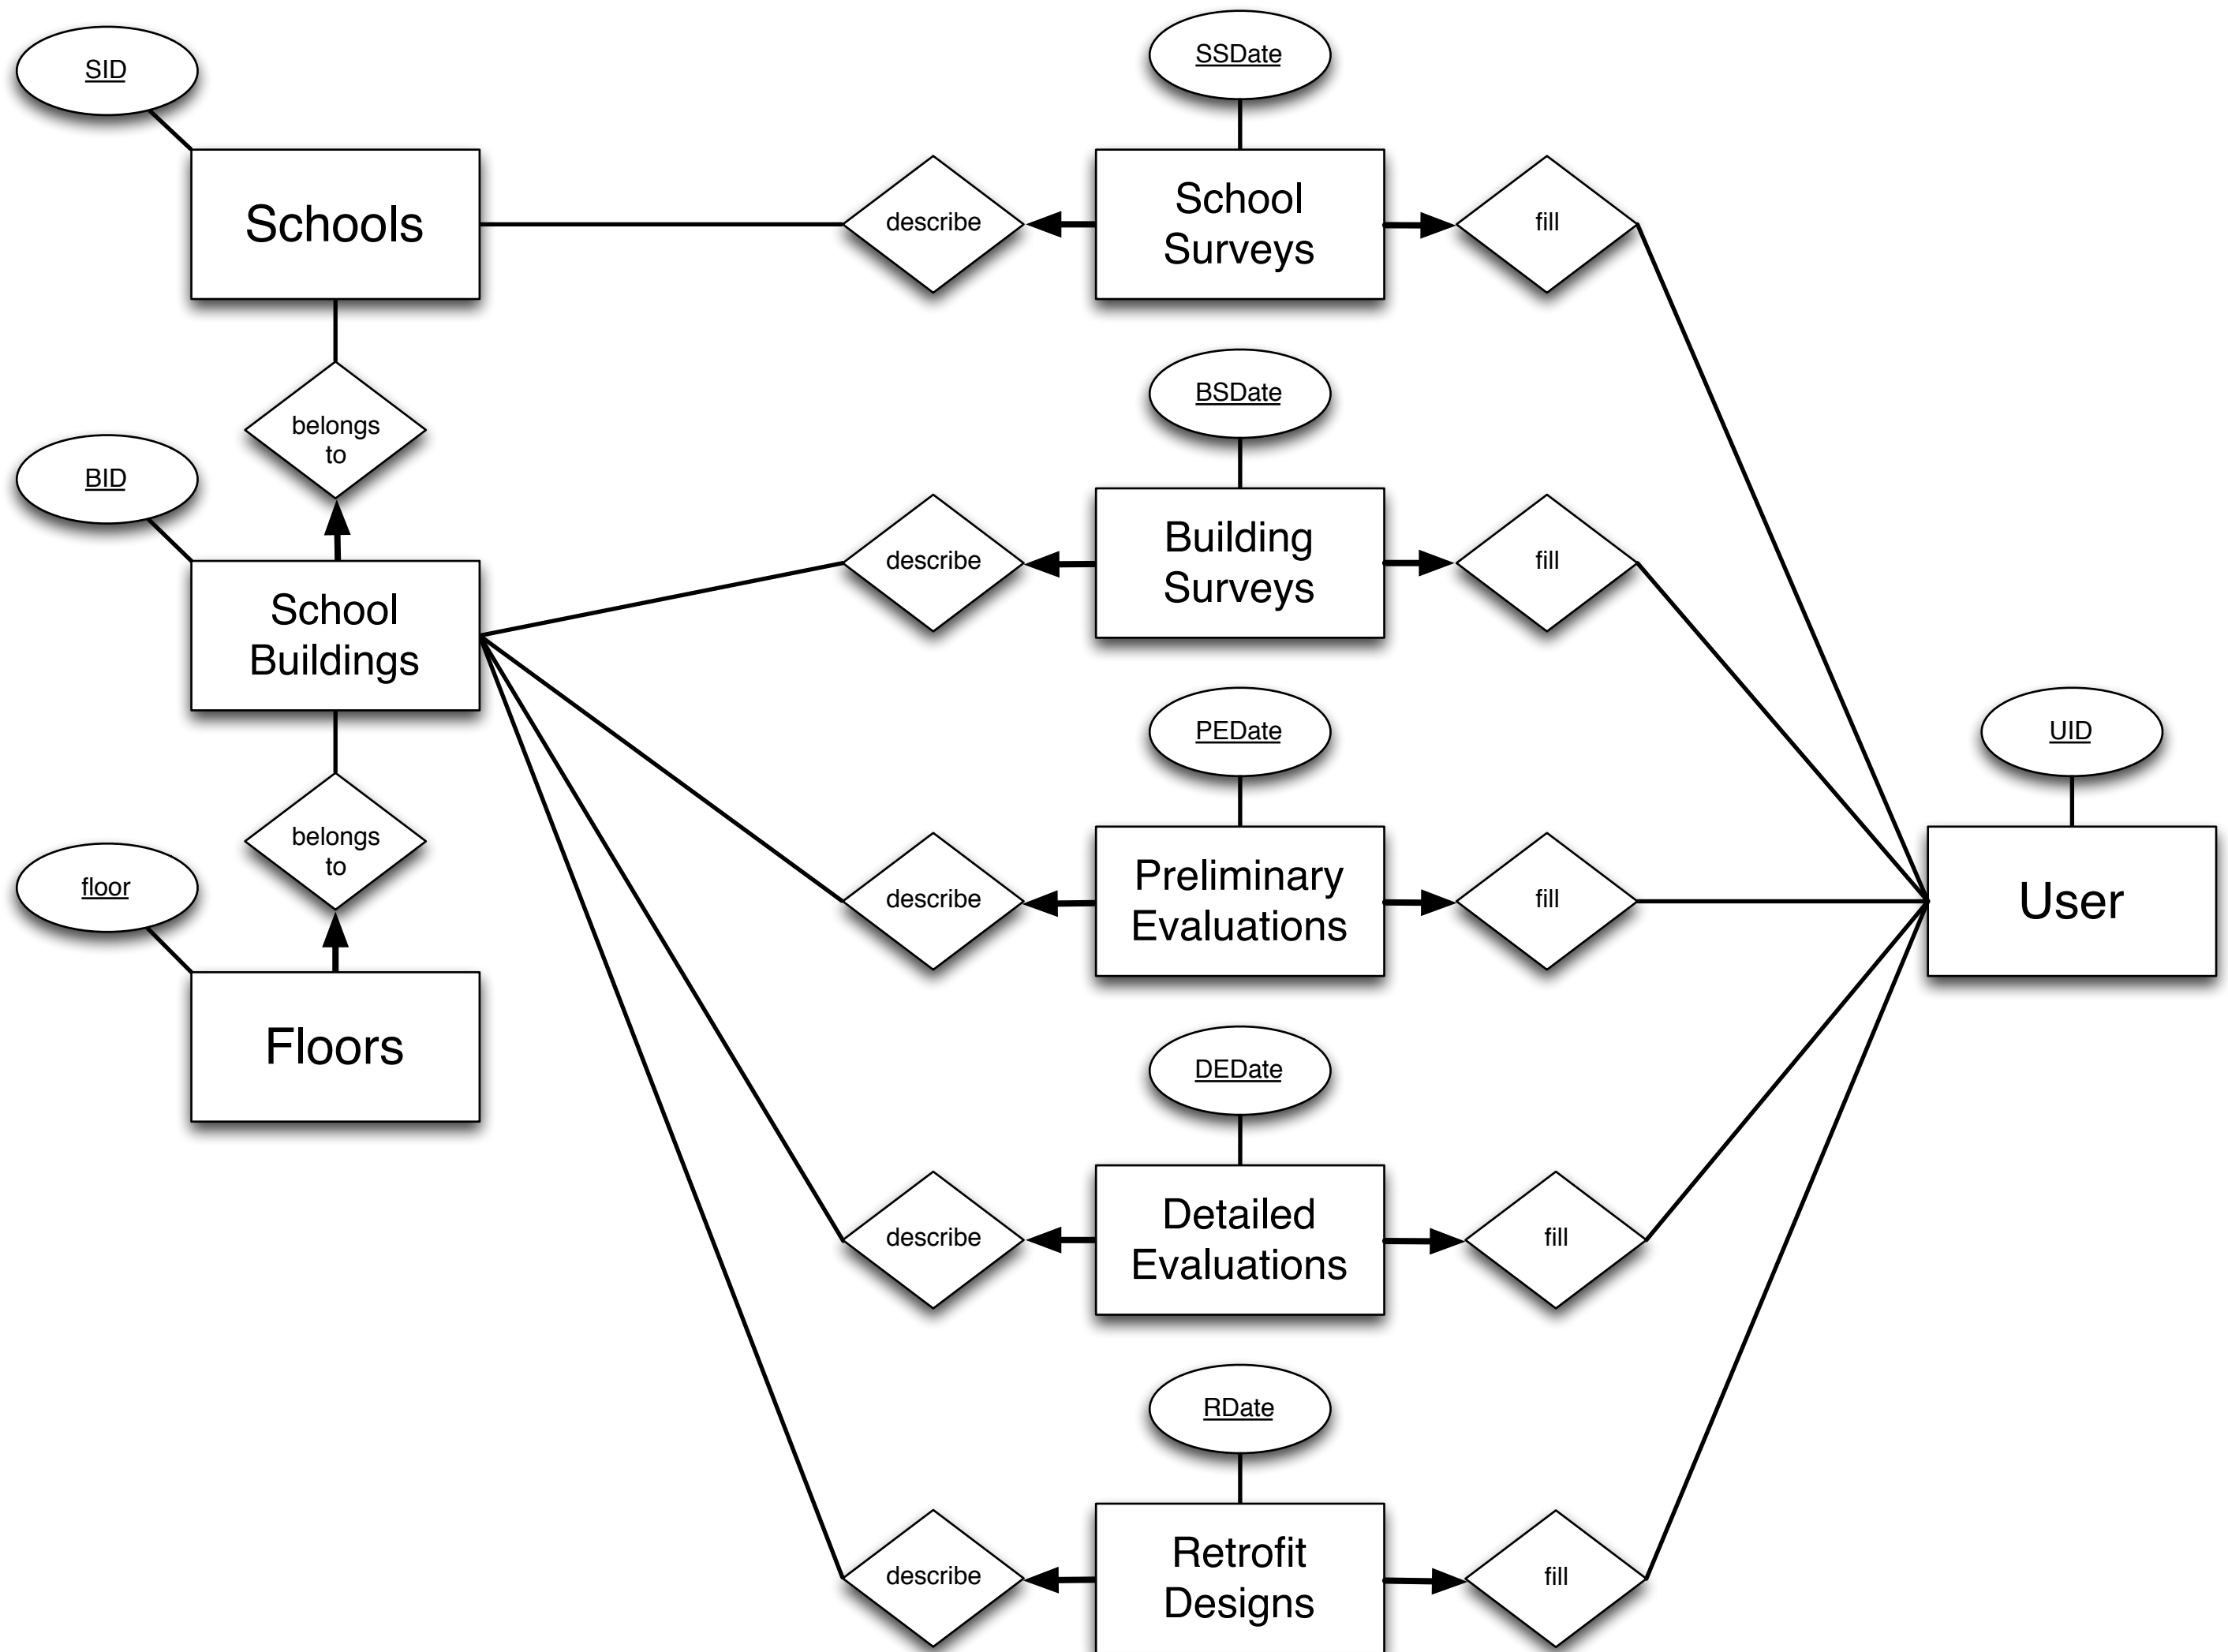 SID
SSDate
Schools
describe
School
Surveys
fill
belongs
to
BSDate
BID
School
Buildings
describe
Building
Surveys
fill
belongs
to
PEDate
UID
floor
describe
Preliminary
Evaluations
fill
User
Floors
DEDate
describe
Detailed
Evaluations
fill
RDate
describe
Retrofit
Designs
fill